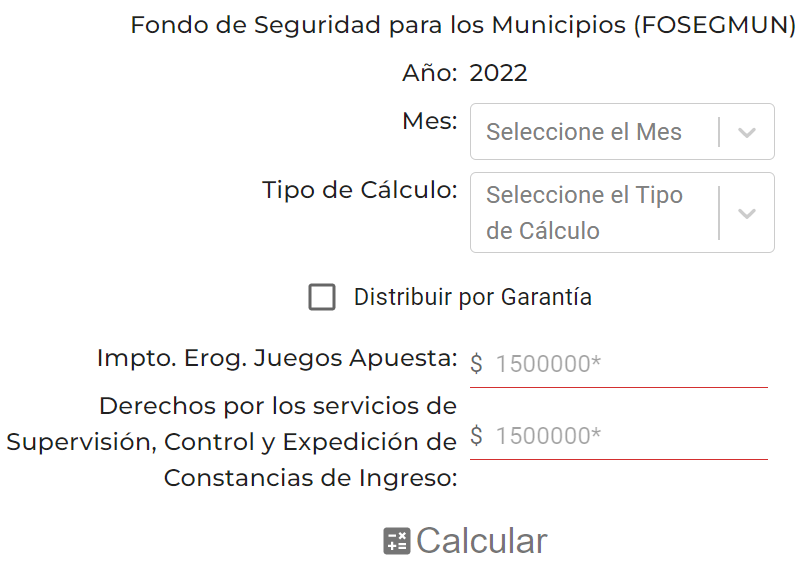 Fondo de Seguridad para los Municipios (FOSEGMUN)
Año: 2022
Mes: Seleccione el Mes
Tipo de Cálculo: Seleccione el Tipo
de Cálculo
Distribuir por Garantía
Impto. Erog. Juegos Apuesta: $ 1500000*
Derechos por los servicios de
Supervisión, Control y Expedición de
Constancias de Ingreso:
$ 1500000*
Calcular